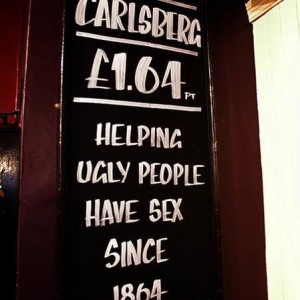 CARLSBERG
£1.64 PT
HELPING
UGLY PEOPLE
HAVE SEX
SINCE
1864